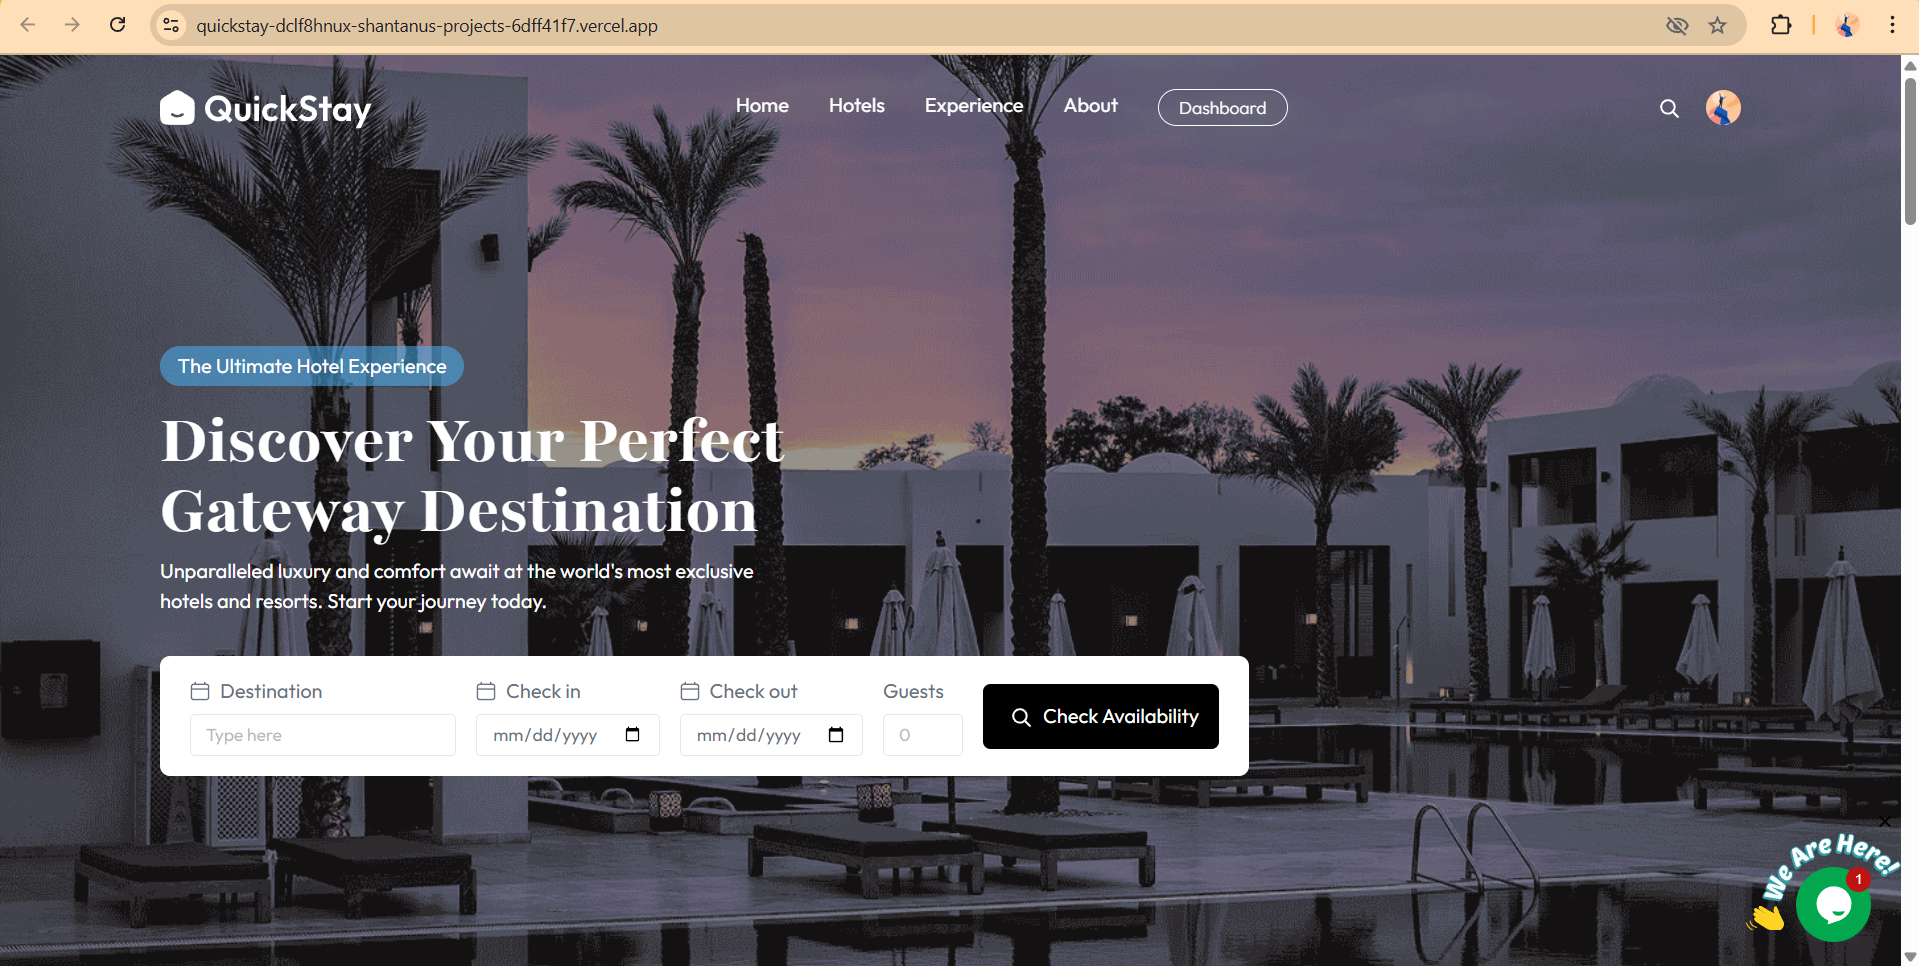 quickstay-dclf8hnux-shantanus-projects-6dff41f7.vercel.app
QuickStay
Home
Hotels
Experience
About
Dashboard
The Ultimate Hotel Experience
Discover Your Perfect
Gateway Destination
Unparalleled luxury and comfort await at the world's most exclusive
hotels and resorts. Start your journey today.
Destination
Check in
Check out
Guests
Type here
mm/dd/yyyy
mm/dd/yyyy
0
Check Availability
We Are Here!
1